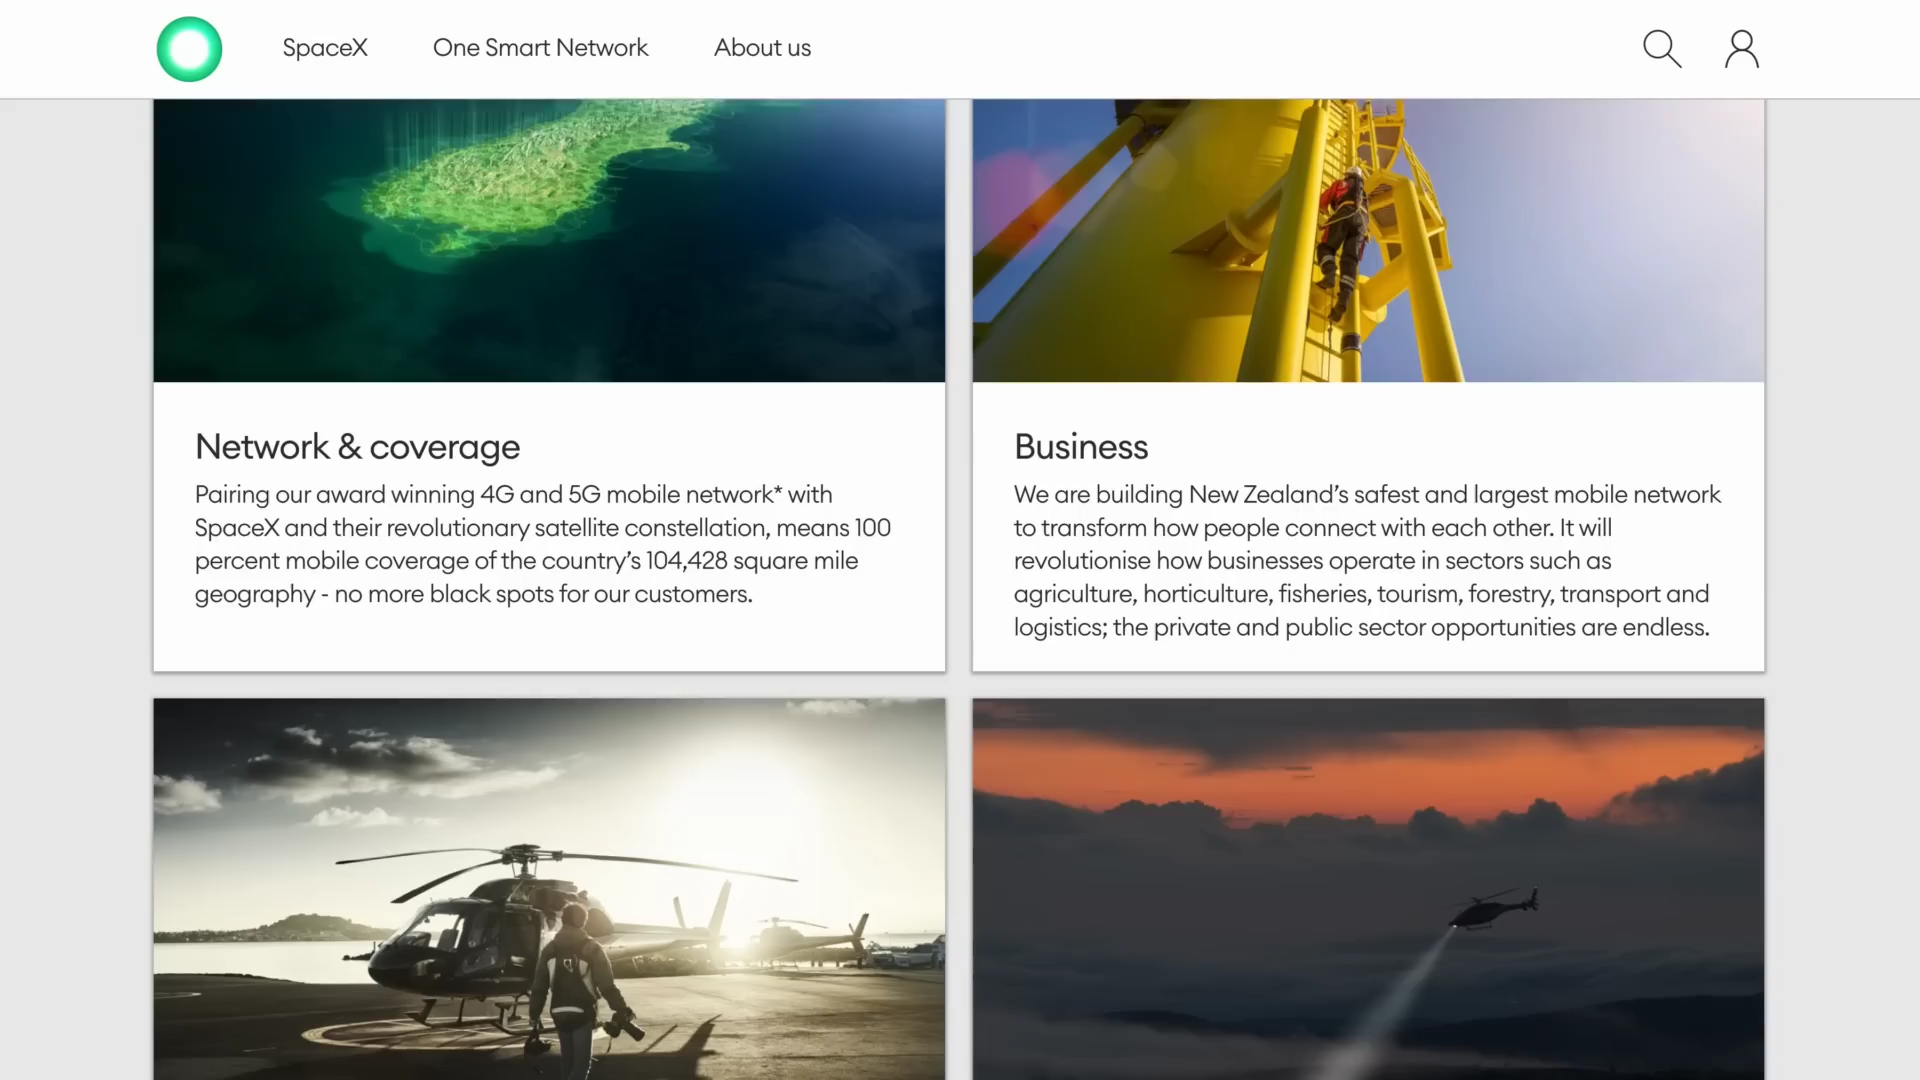 SpaceX
One Smart Network
About us
Network & coverage
Pairing our award winning 4G and 5G mobile network* with
SpaceX and their revolutionary satellite constellation, means 100
percent mobile coverage of the country’s 104,428 square mile
geography - no more black spots for our customers.
Business
We are building New Zealand’s safest and largest mobile network
to transform how people connect with each other. It will
revolutionise how businesses operate in sectors such as
agriculture, horticulture, fisheries, tourism, forestry, transport and
logistics; the private and public sector opportunities are endless.